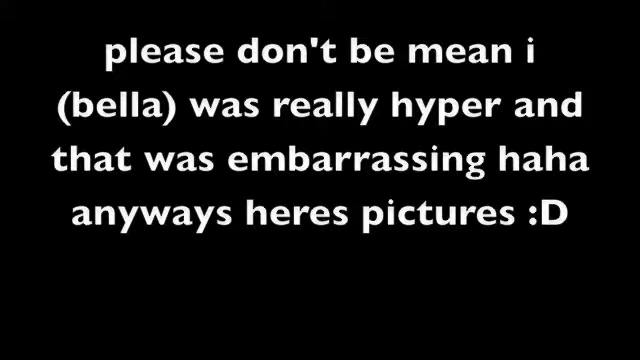 please don't be mean i
(bella) was really hyper and
that was embarrassing haha
anyways heres pictures :D